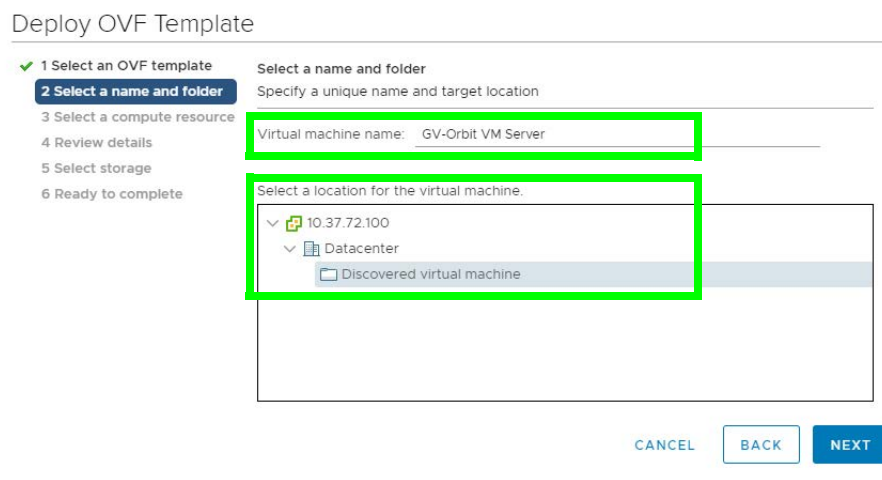 Deploy OVF Template
1 Select an OVF template
2 Select a name and folder
3 Select a compute resource
4 Review details
5 Select storage
6 Ready to complete
Select a name and folder
Specify a unique name and target location
Virtual machine name: GV-Orbit VM Server
Select a location for the virtual machine.
10.37.72.100
Datacenter
Discovered virtual machine
CANCEL
BACK
NEXT